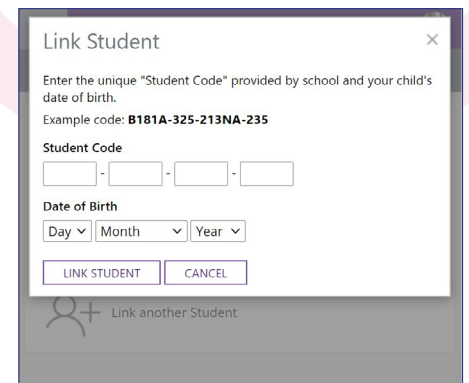 Link Student ×
Enter the unique "Student Code" provided by school and your child's
date of birth.
Example code: B181A-325-213NA-235
Student Code
- - -
Date of Birth
Day Month Year
LINK STUDENT CANCEL
Link another Student